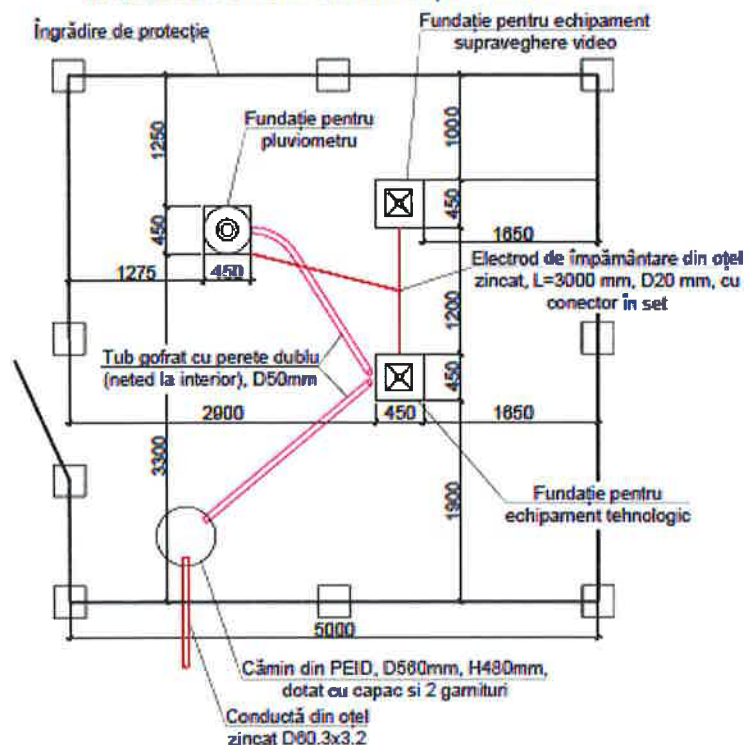 Îngrădire de protecție
Fundație pentru echipament
supraveghere video
Fundație pentru
pluviometru
1250
1000
450
450
1650
1275
450
Electrod de împământare din oțel
zincat, L=3000 mm, D20 mm, cu
conector în set
1200
Tub gofrat cu perete dublu
(neted la interior), D50mm
450
2900
450
1650
3300
1900
Fundație pentru
echipament tehnologic
5000
Cămin din PEID, D560mm, H480mm,
dotat cu capac si 2 garnituri
Conductă din oțel
zincat D60.3x3.2